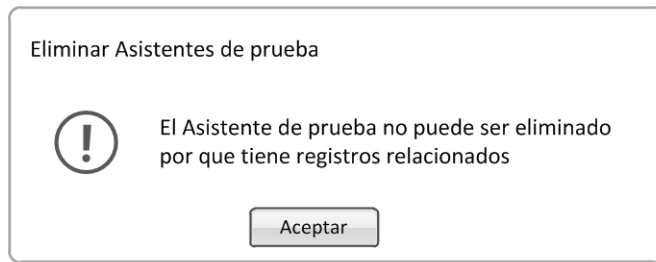 Eliminar Asistentes de prueba
El Asistente de prueba no puede ser eliminado
por que tiene registros relacionados
Aceptar